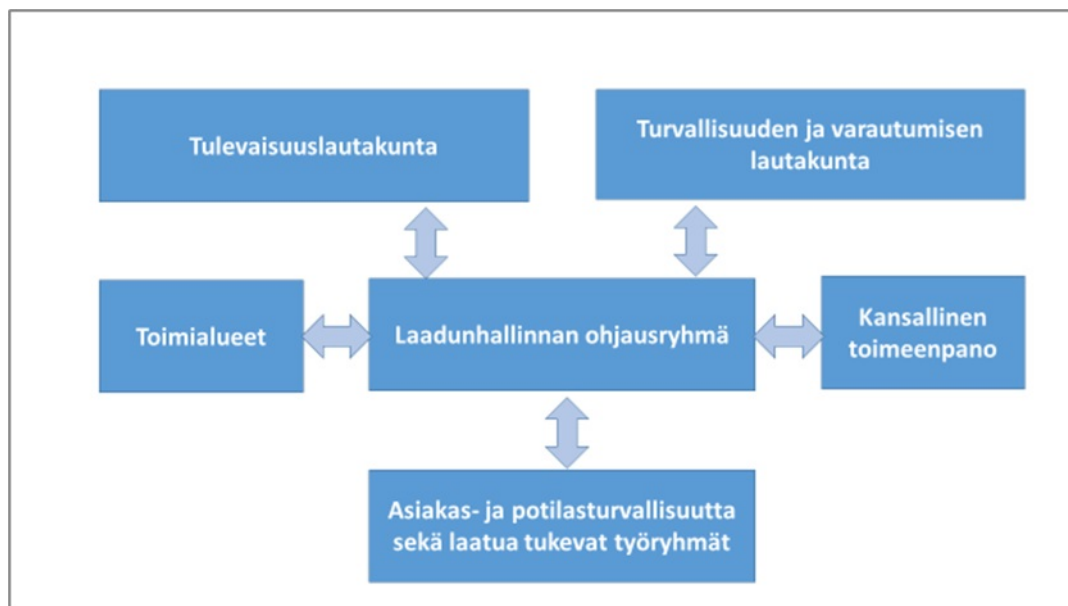 Tulevaisuuslautakunta
Turvallisuuden ja varautumisen
lautakunta
Toimialueet
Laadunhallinnan ohjausryhmä
Kansallinen
toimeenpano
Asiakas- ja potilasturvallisuutta
sekä laatua tukevat työryhmät